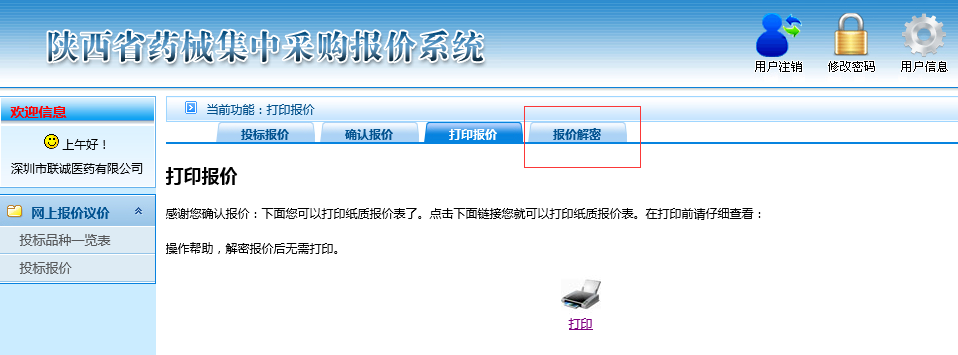 陕西省药械集中采购报价系统
用户注销
修改密码
用户信息
欢迎信息
上午好！
深圳市联诚医药有限公司
网上报价议价
投标品种一览表
投标报价
当前功能：打印报价
投标报价
确认报价
打印报价
报价解密
打印报价
感谢您确认报价：下面您可以打印纸质报价表了。点击下面链接您就可以打印纸质报价表。在打印前请仔细查看：
操作帮助，解密报价后无需打印。
打印